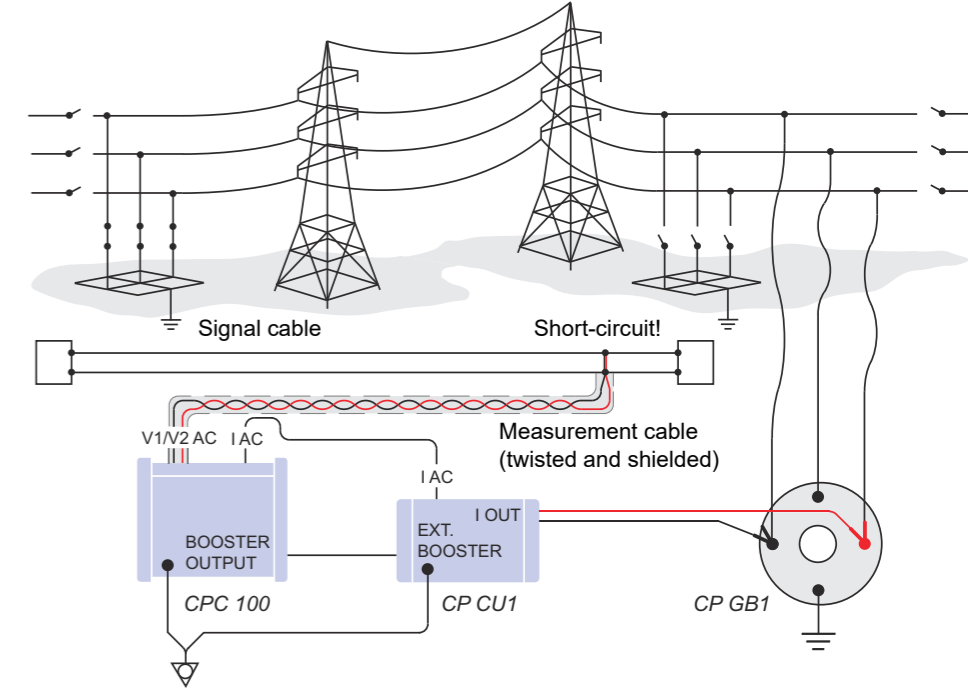 Signal cable
Short-circuit!
Measurement cable
(twisted and shielded)
V1/V2 AC
I AC
I AC
I OUT
EXT.
BOOSTER
BOOSTER
OUTPUT
CPC 100
CP CU1
CP GB1